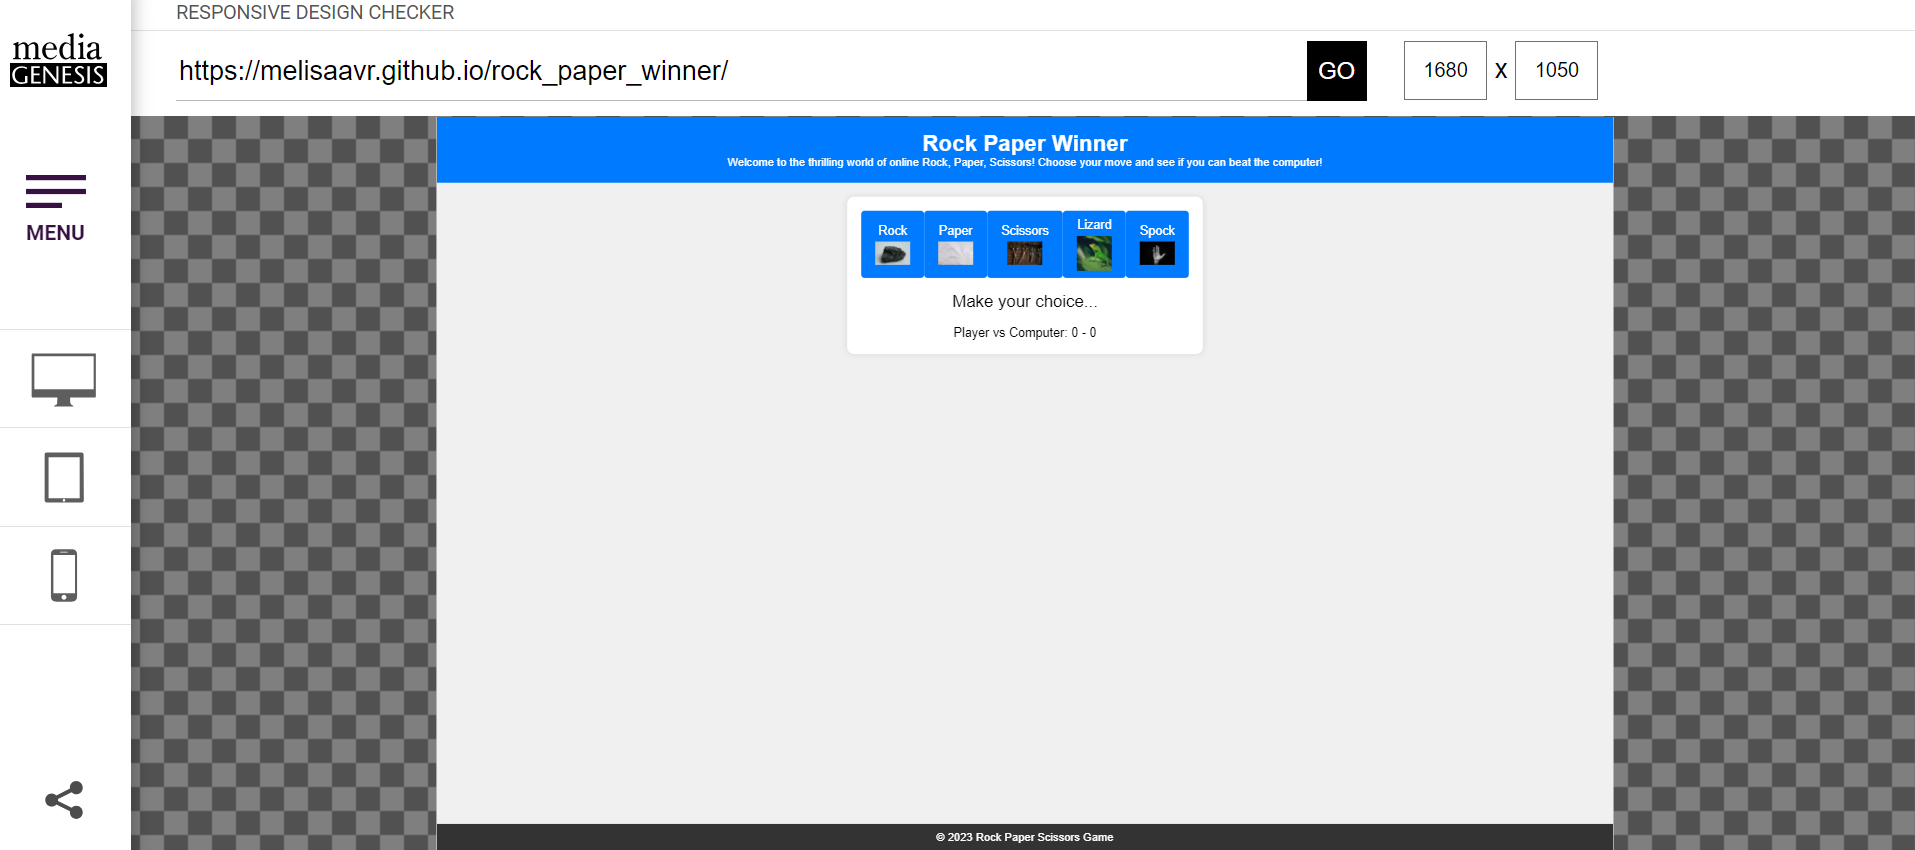 RESPONSIVE DESIGN CHECKER
media
GENESIS
https://melisaavr.github.io/rock_paper_winner/
GO
1680 X 1050
MENU
Rock Paper Winner
Welcome to the thrilling world of online Rock, Paper, Scissors! Choose your move and see if you can beat the computer!
Rock Paper Scissors Lizard Spock
Make your choice...
Player vs Computer: 0 - 0
© 2023 Rock Paper Scissors Game